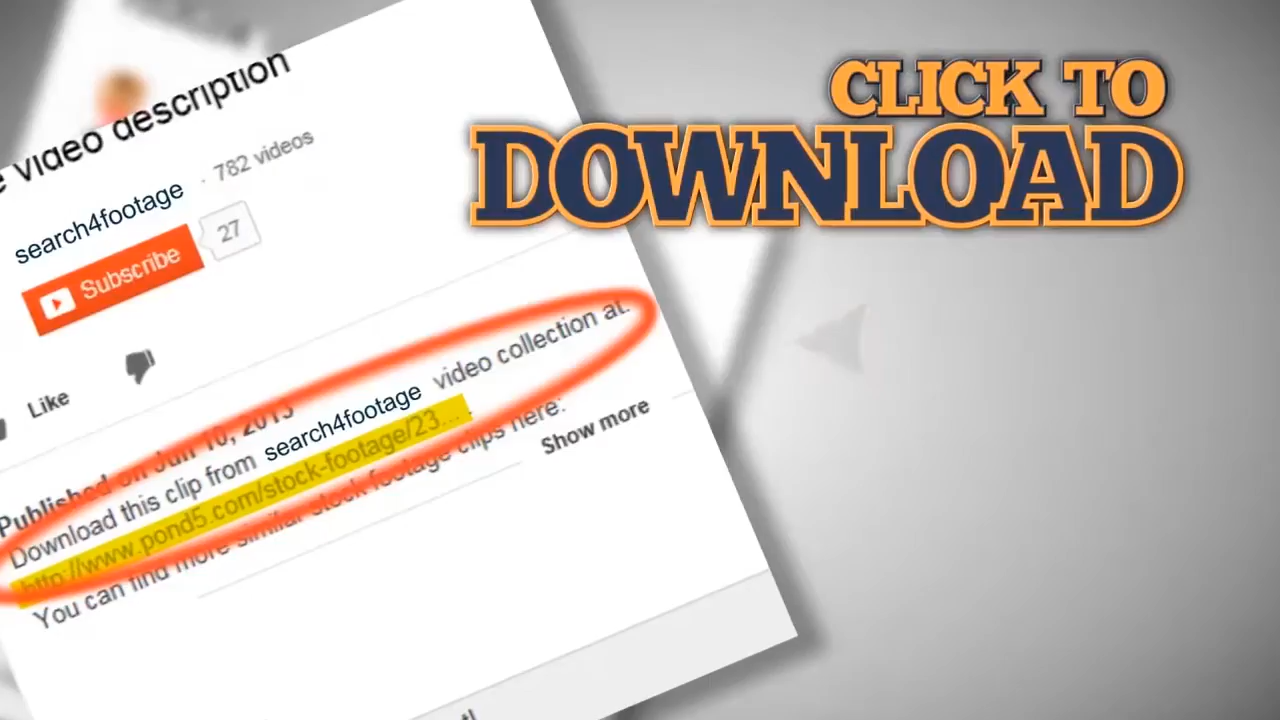 CLICK TO
DOWNLOAD
video description
search4footage · 782 videos
Subscribe 27
Like
Published on Jun 10, 2013
Download this clip from search4footage video collection at:
http://www.pond5.com/stock-footage/23...
You can find more similar stock footage clips here:
Show more